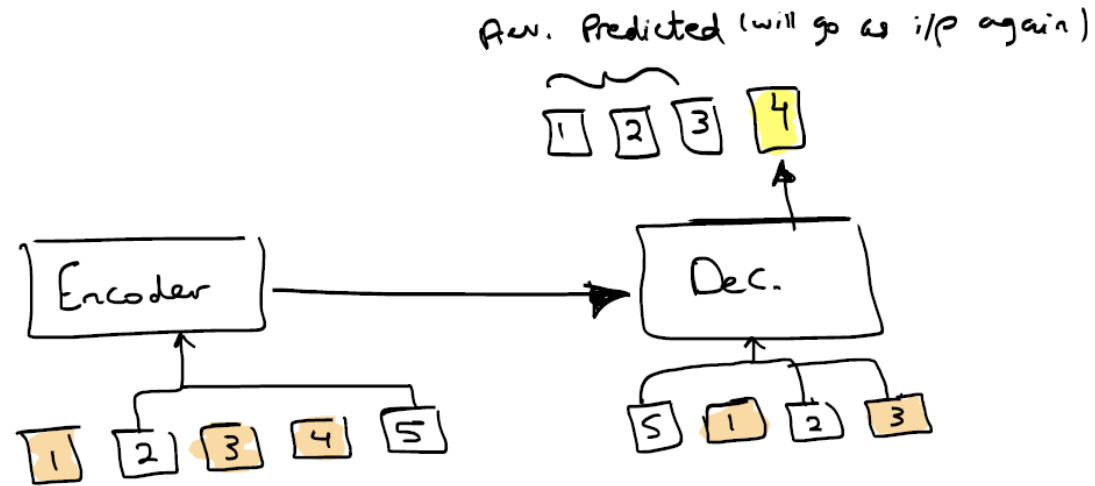 Prev. Predicted (will go as i/p again)
1 2 3 4
Encoder
Dec.
1 2 3 4 5
S 1 2 3